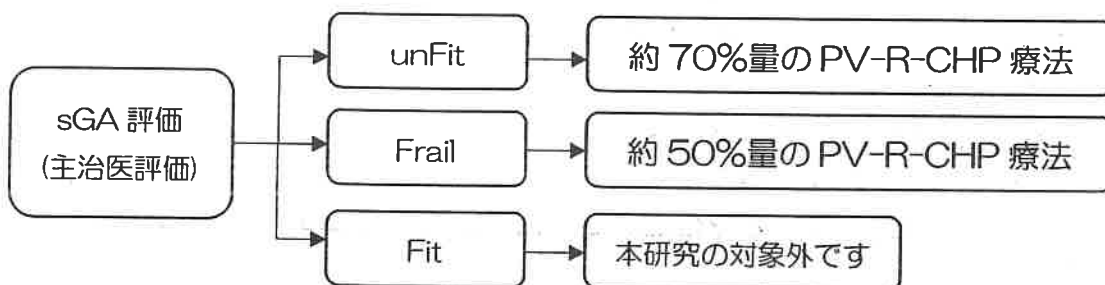 sGA 評価
(主治医評価)
unFit
約 70%量の PV-R-CHP 療法
Frail
約 50%量の PV-R-CHP 療法
Fit
本研究の対象外です